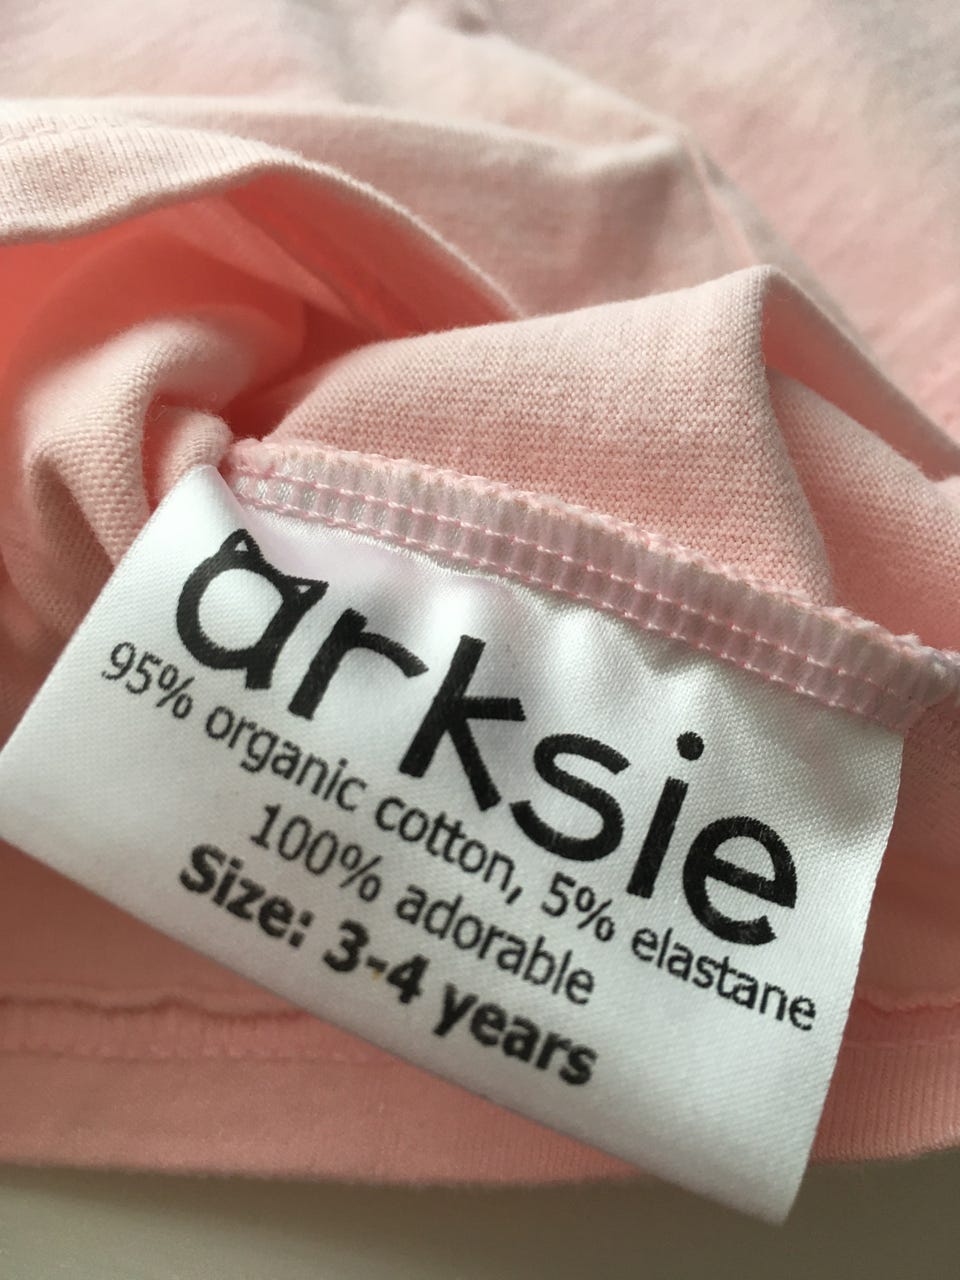 arksie
95% organic cotton, 5% elastane
100% adorable
Size: 3-4 years